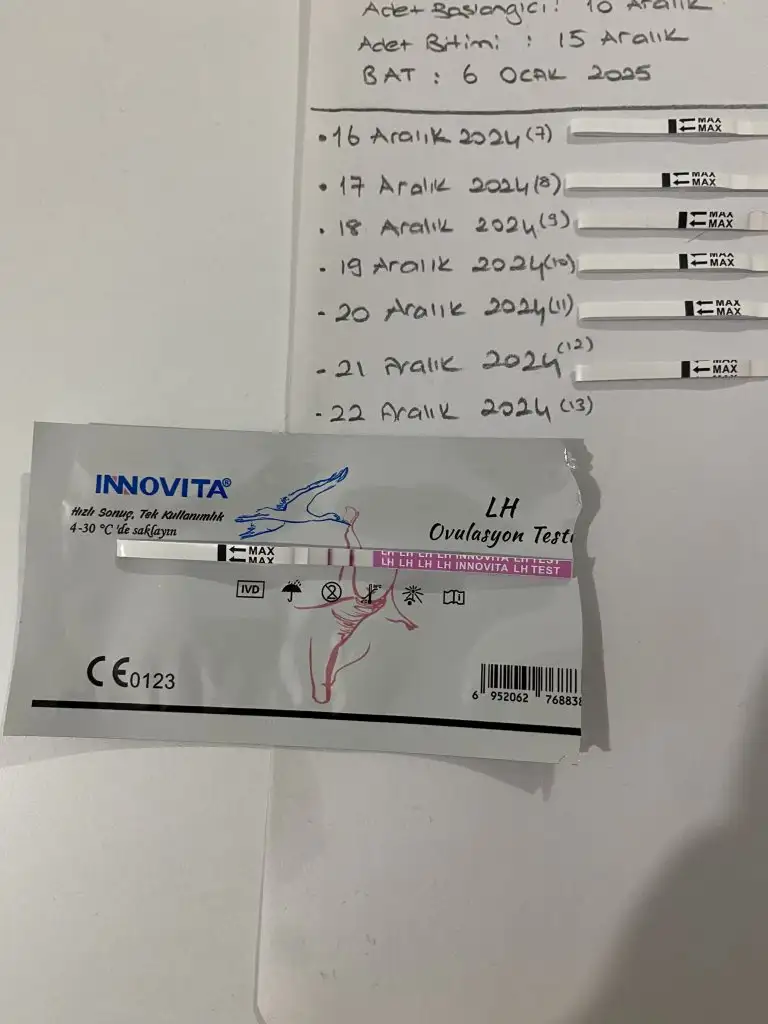 Adet Başlangıcı: 10 Aralık
Adet Bitimi : 15 Aralık
BAT : 6 OCAK 2025
• 16 Aralık 2024 (7)
MAX
MAX
• 17 Aralık 2024 (8)
MAX
MAX
. 18 Aralık 2024 (9)
MAX
MAX
. 19 Aralık 2024 (10)
MAX
MAX
- 20 Aralık 2024 (11)
MAX
MAX
- 21 Aralık 2024 (12)
MAX
- 22 Aralık 2024 (13)
INNOVITA®
Hızlı Sonuç, Tek Kullanımlık
4-30 °C 'de saklayın
LH
Ovulasyon Testi
MAX
MAX
LH LH LH LH INNOVITA LH TEST
LH LH LH LH INNOVITA LH TEST
IVD
CE 0123
6 952062 76883